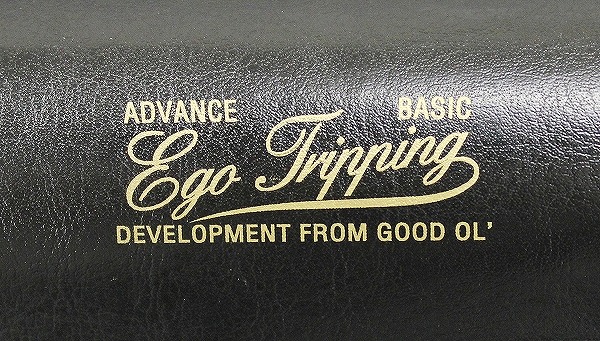 ADVANCE BASIC
Ego Tripping
DEVELOPMENT FROM GOOD OL'